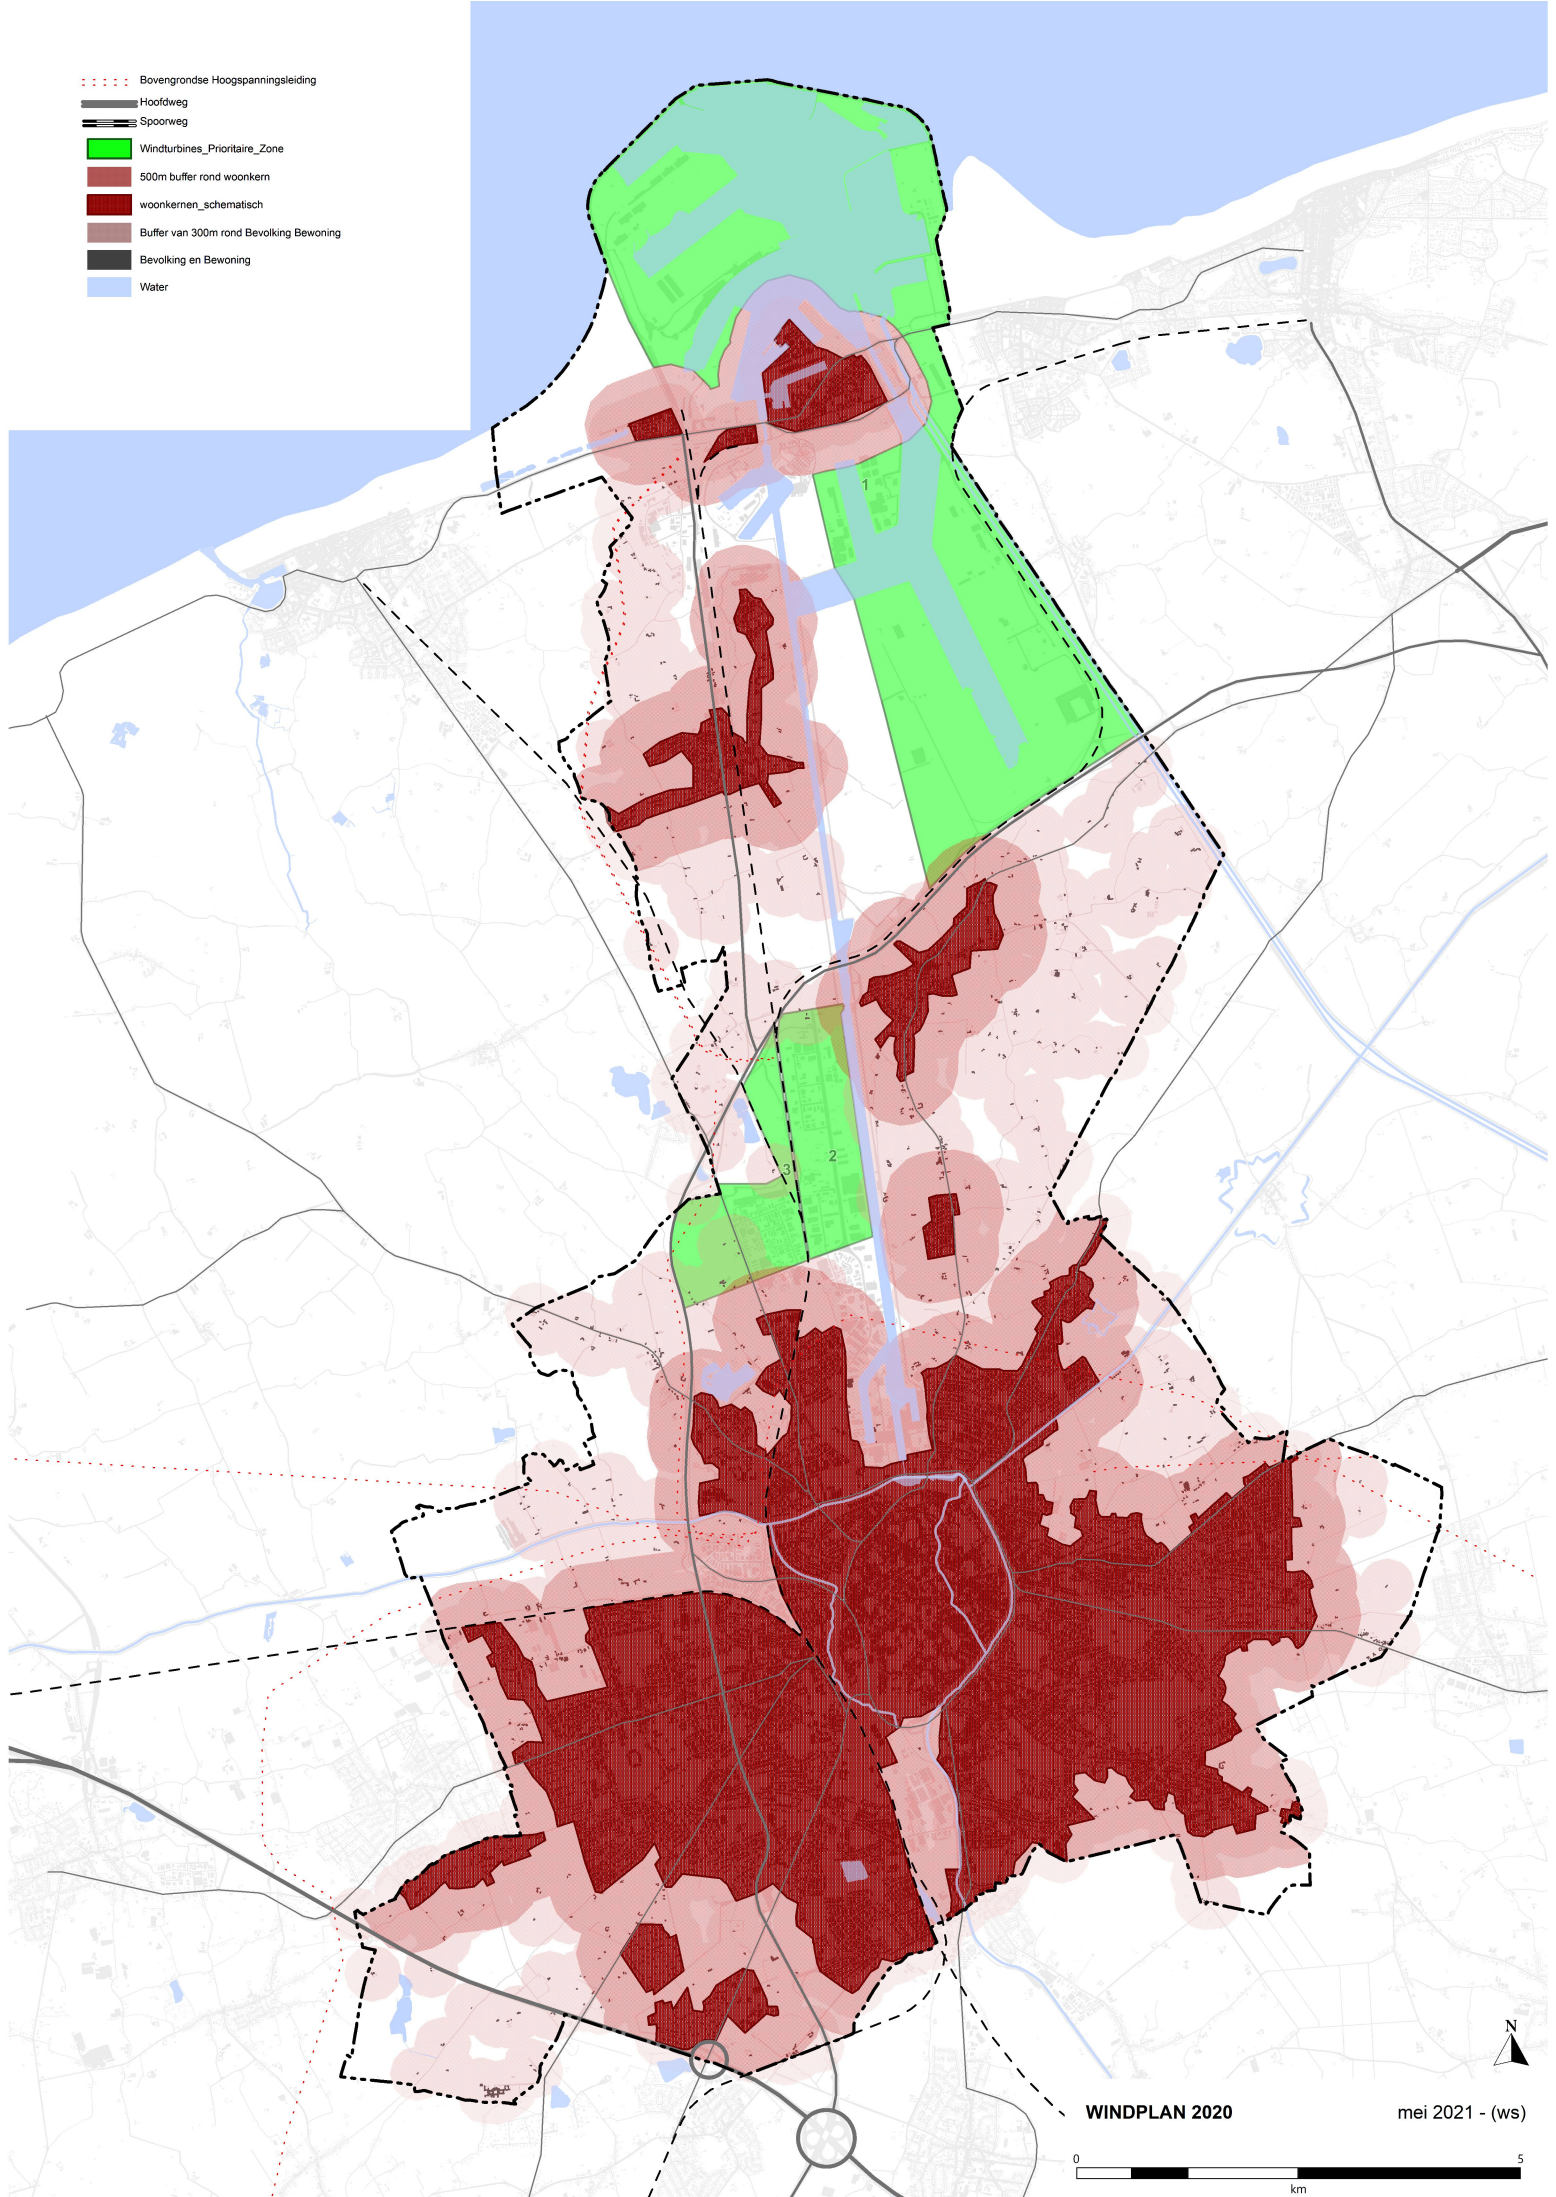 Bovengrondse Hoogspanningsleiding
Hoofdweg
Spoorweg
Windturbines_Prioritaire_Zone
500m buffer rond woonkern
woonkernen_schematisch
Buffer van 300m rond Bevolking Bewoning
Bevolking en Bewoning
Water
1
2
3
N
WINDPLAN 2020 mei 2021 - (ws)
0 5
km